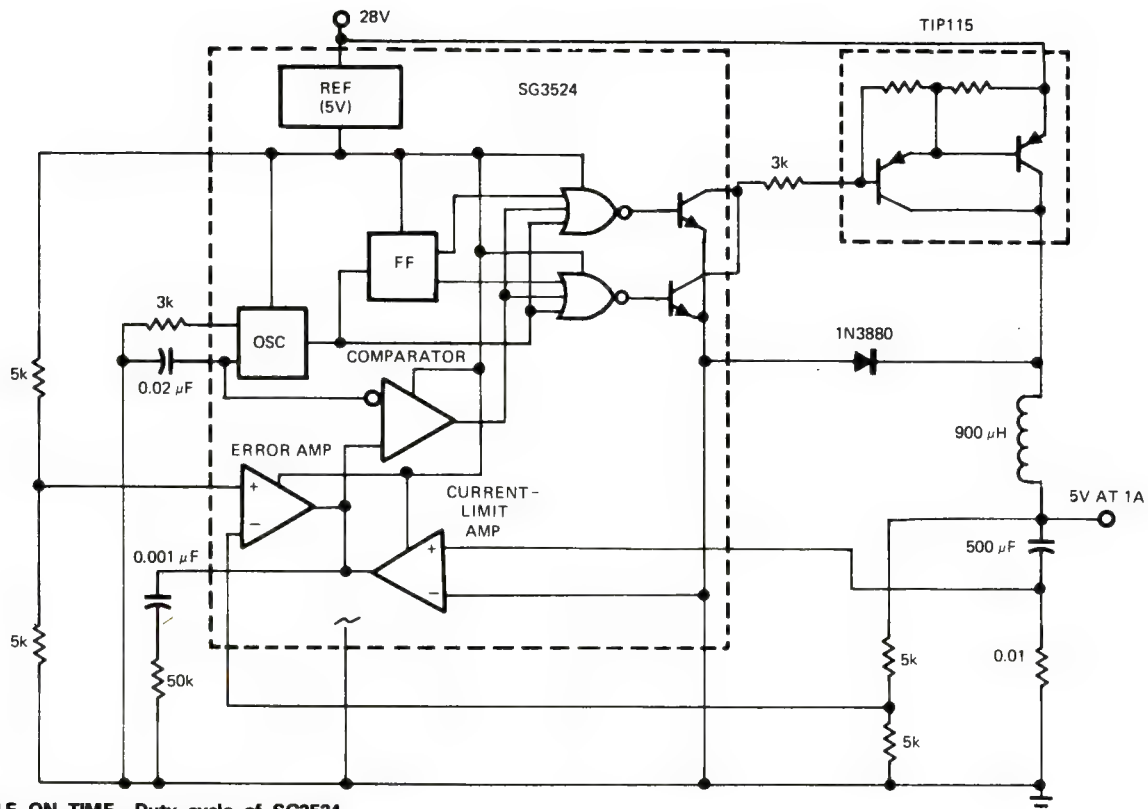 28V
TIP115
REF
(5V)
SG3524
3k
FF
3k
OSC
1N3880
COMPARATOR
0.02 µF
5k
900 µH
ERROR AMP
+
−
CURRENT-
LIMIT
AMP
5V AT 1A
+
−
500 µF
0.001 µF
5k
50k
5k
0.01
5k
LE ON TIME Duty cycle of SG3524